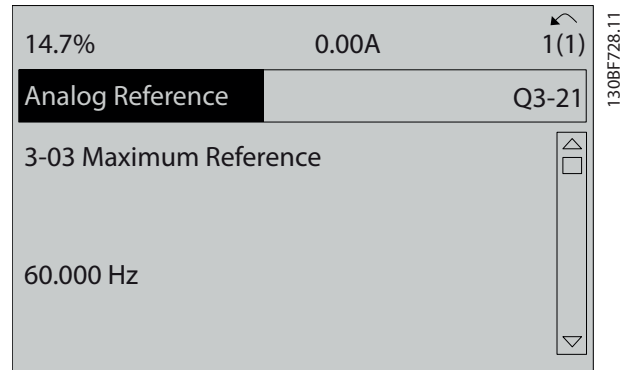 14.7% 0.00A 1(1)
Analog Reference Q3-21
3-03 Maximum Reference
60.000 Hz
130BF728.11